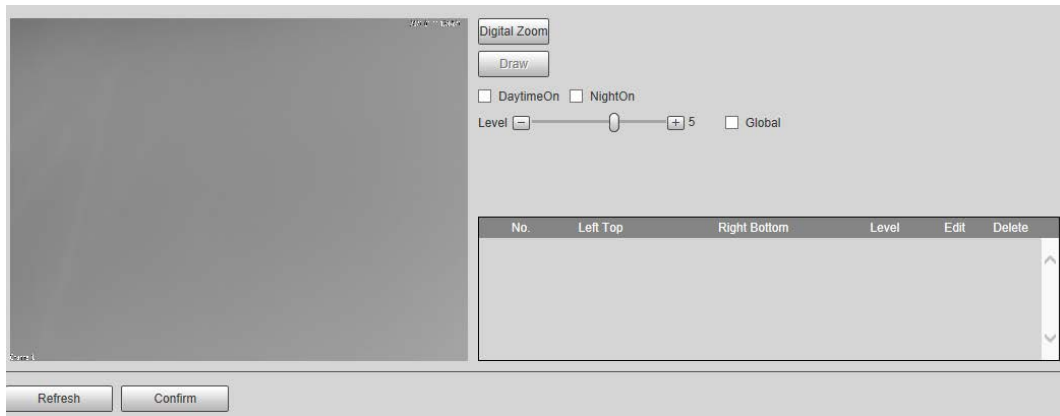 Digital Zoom
Draw
DaytimeOn NightOn
Level - + 5 Global
No. Left Top Right Bottom Level Edit Delete
Refresh Confirm